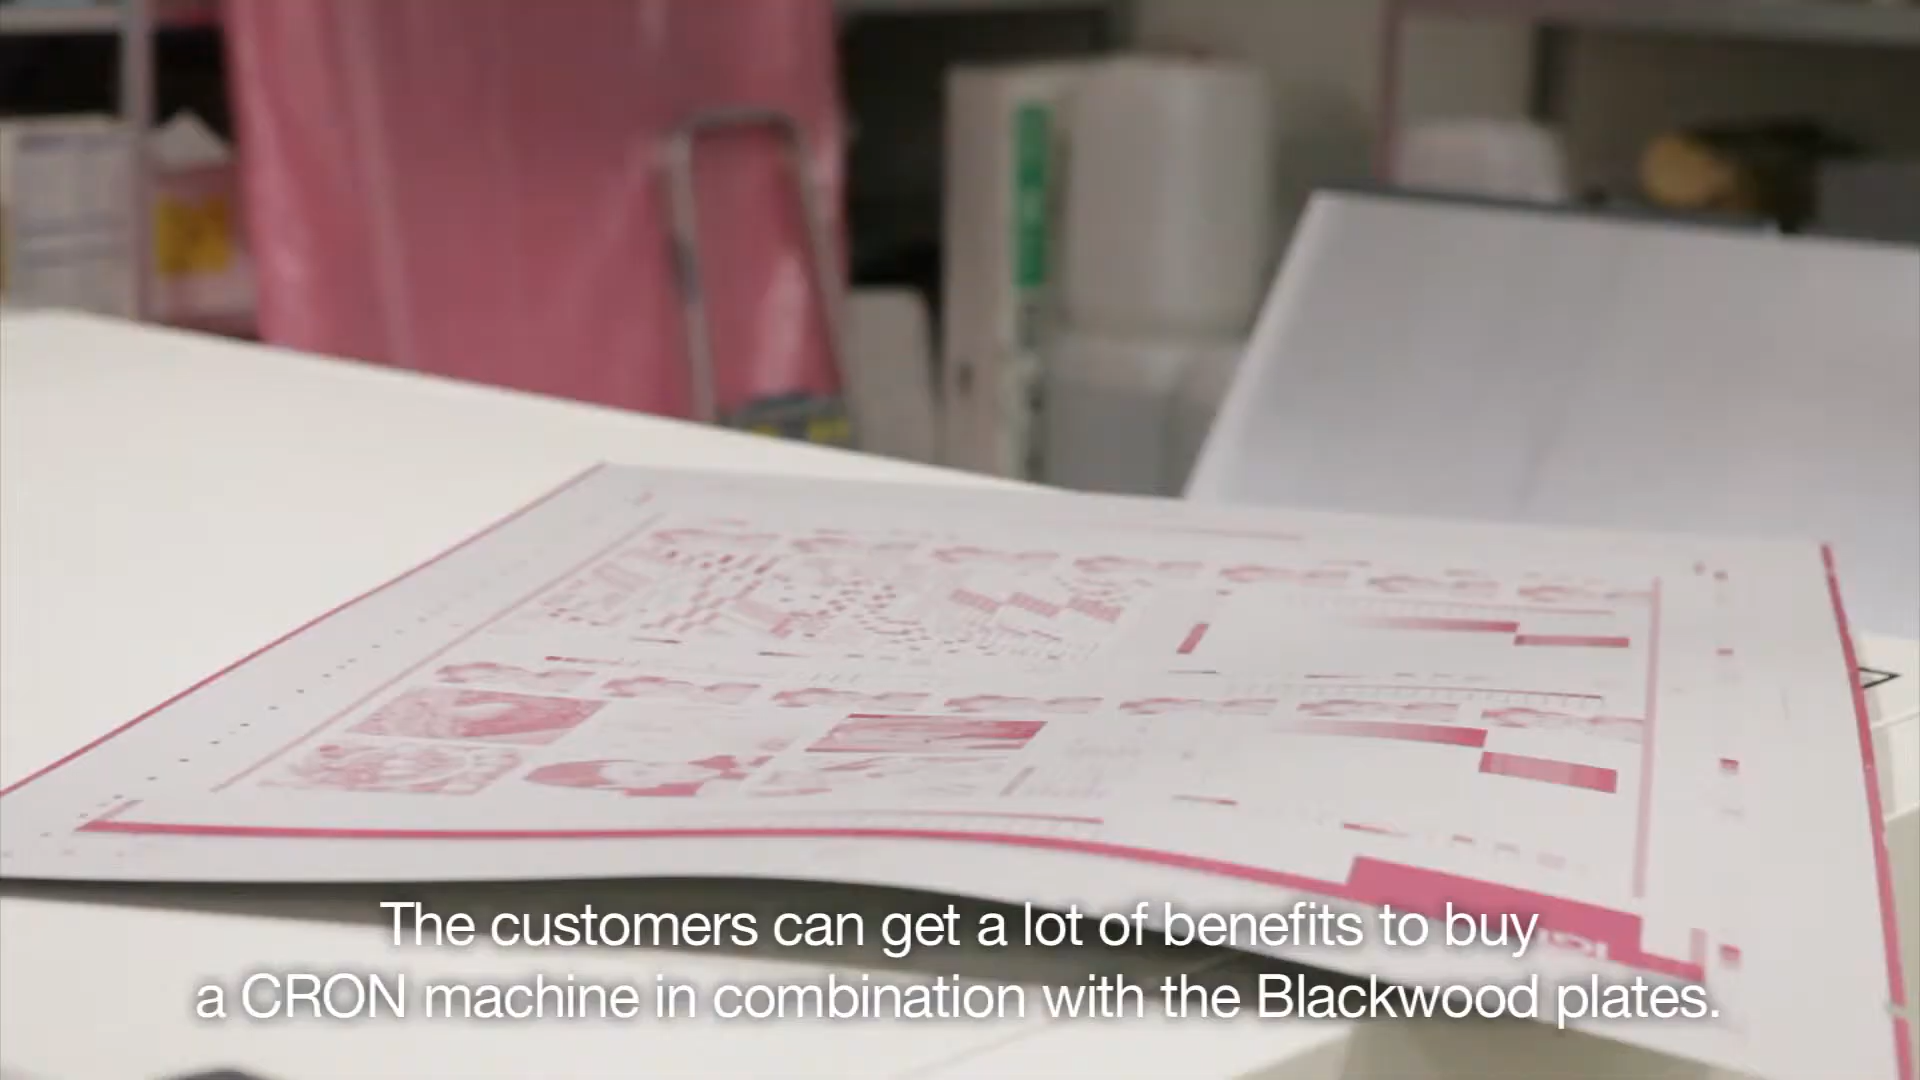 The customers can get a lot of benefits to buy
a CRON machine in combination with the Blackwood plates.